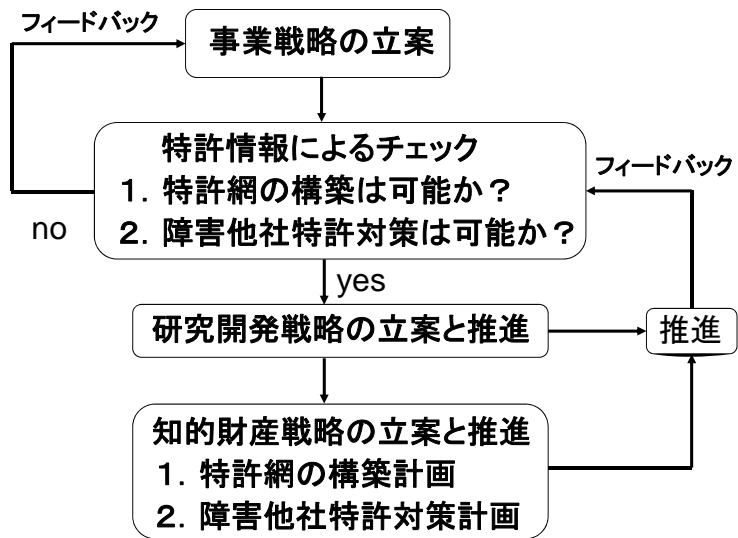 フィードバック
事業戦略の立案
特許情報によるチェック
1. 特許網の構築は可能か?
2. 障害他社特許対策は可能か?
フィードバック
no
yes
研究開発戦略の立案と推進
推進
知的財産戦略の立案と推進
1. 特許網の構築計画
2. 障害他社特許対策計画